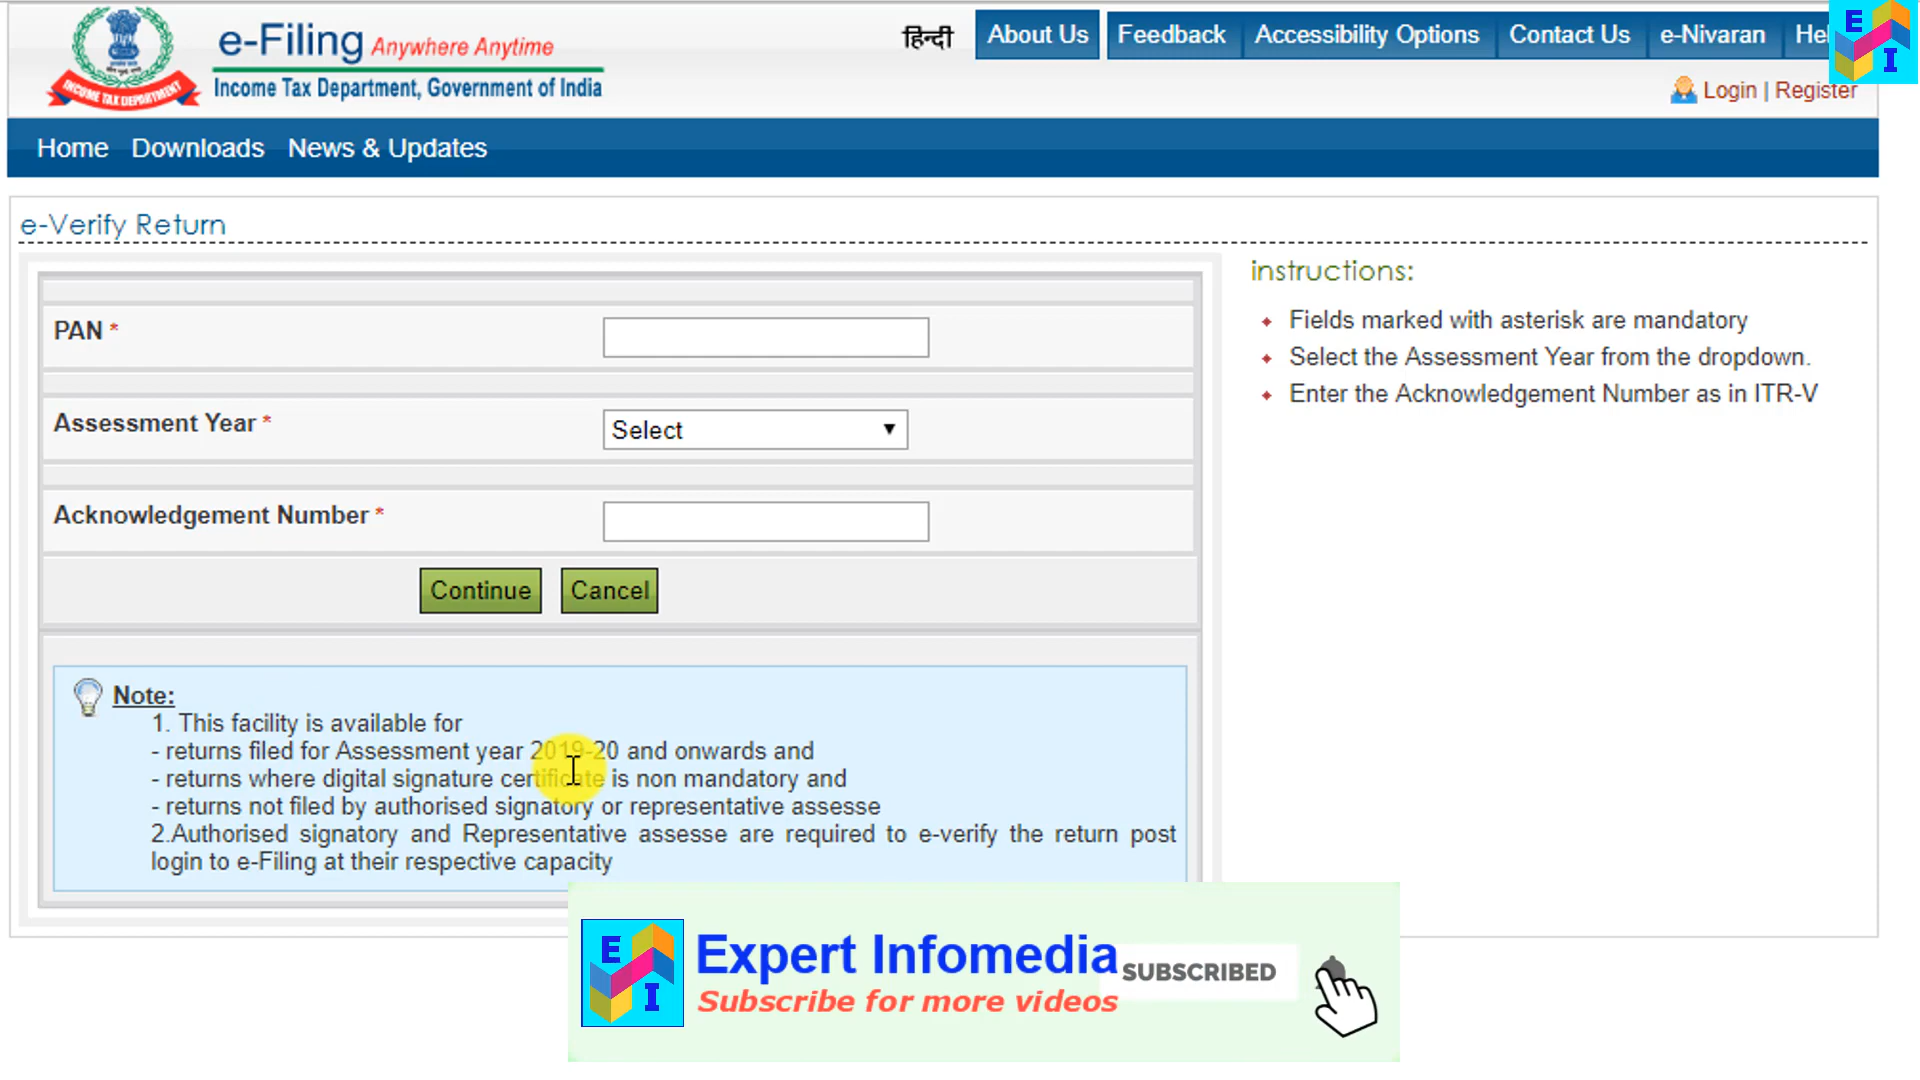 e-Filing Anywhere Anytime
Income Tax Department, Government of India
INCOME TAX DEPARTMENT
हिन्दी About Us Feedback Accessibility Options Contact Us e-Nivaran
E I
Login | Register
Home Downloads News & Updates
e-Verify Return
PAN *
Assessment Year * Select
Acknowledgement Number *
Continue Cancel
instructions:
Fields marked with asterisk are mandatory
Select the Assessment Year from the dropdown.
Enter the Acknowledgement Number as in ITR-V
Note:
1. This facility is available for
- returns filed for Assessment year 2019-20 and onwards and
- returns where digital signature certificate is non mandatory and
- returns not filed by authorised signatory or representative assesse
2.Authorised signatory and Representative assesse are required to e-verify the return post
login to e-Filing at their respective capacity
E I
Expert Infomedia
Subscribe for more videos
SUBSCRIBED